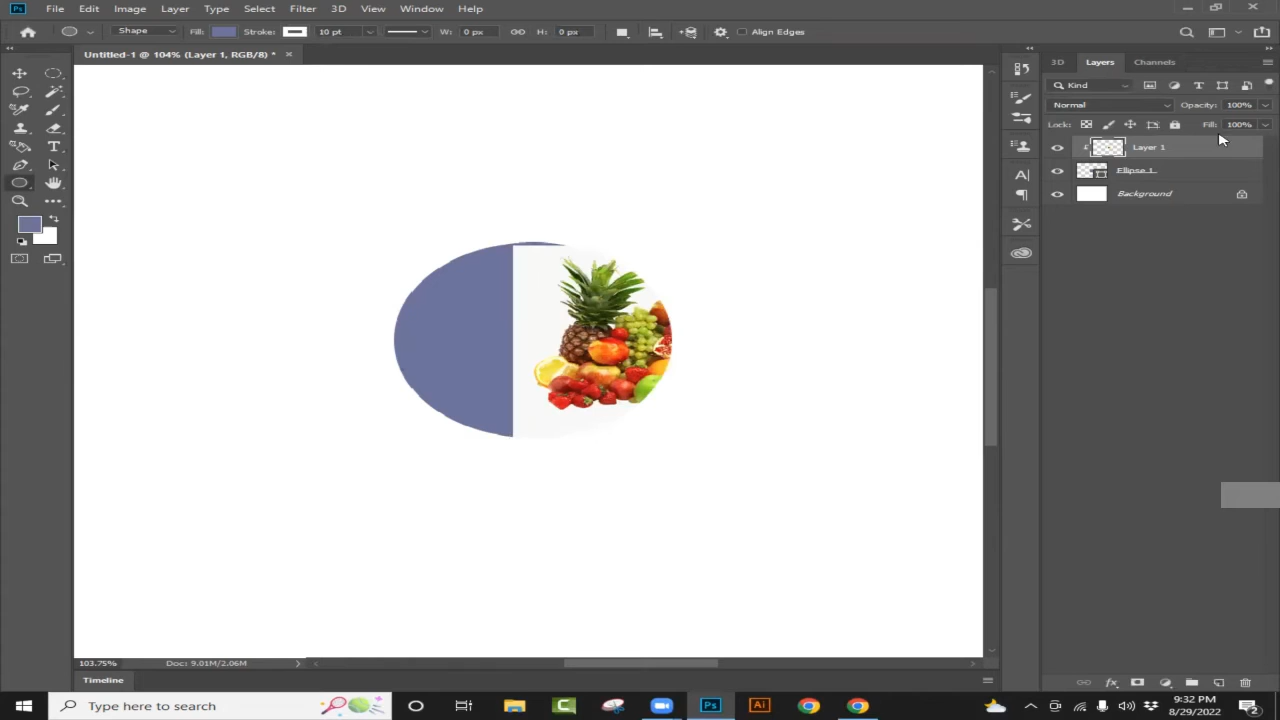 Ps File Edit Image Layer Type Select Filter 3D View Window Help
Shape Fill: Stroke: 10 pt W: 0 px H: 0 px Align Edges
Untitled-1 @ 104% (Layer 1, RGB/8) * ×
3D Layers Channels
Kind
Normal Opacity: 100%
Lock: Fill: 100%
Layer 1
Ellipse 1
Background
103.75% Doc: 9.01M/2.06M
Timeline
Type here to search
Ps Ai
9:32 PM
8/29/2022
2